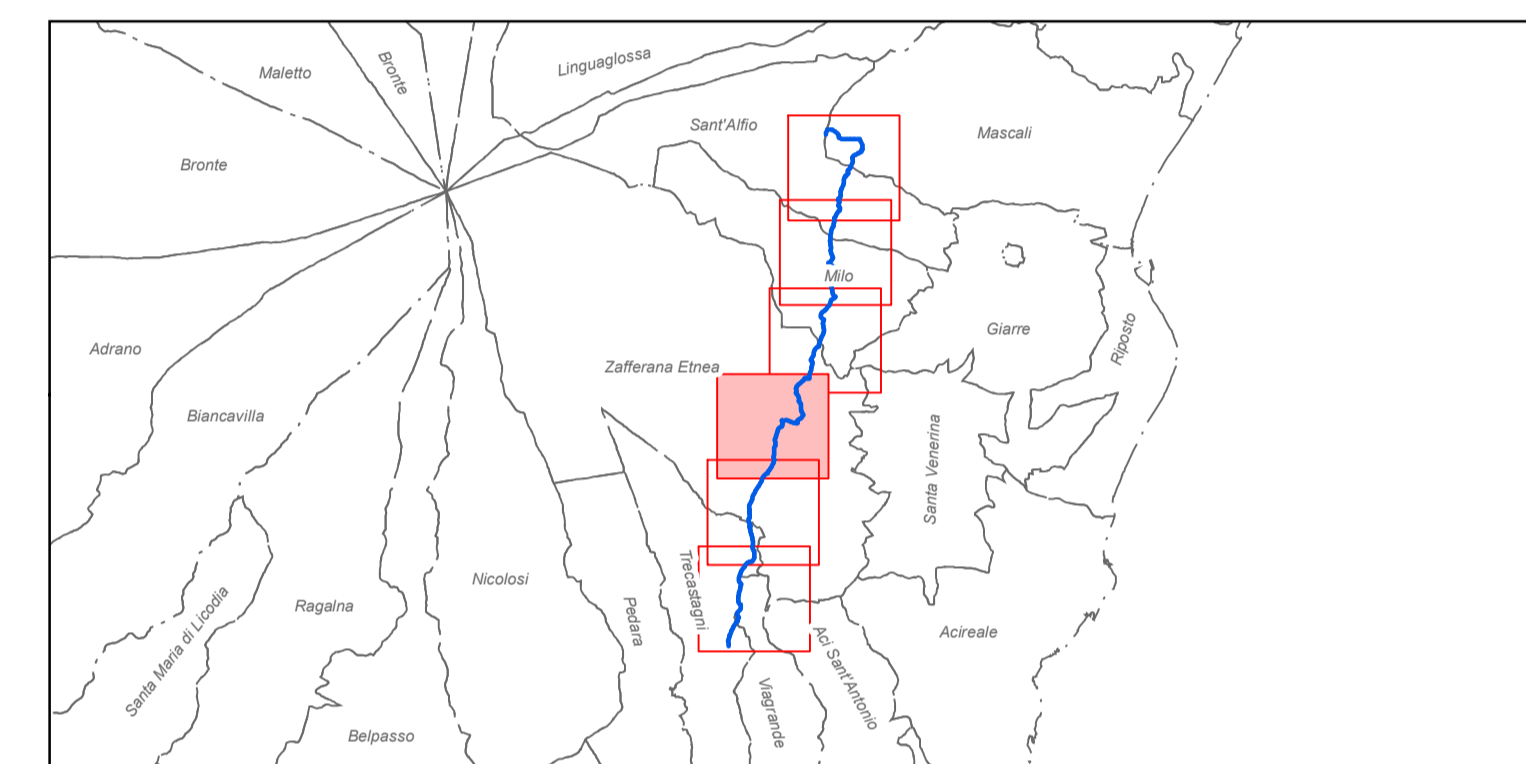 Linguaglossa
Maletto
Bronte
Sant'Alfio
Mascali
Bronte
Milo
Giarre
Riposto
Adrano
Zafferana Etnea
Biancavilla
Santa Venerina
Nicolosi
Trecastagni
Ragalna
Pedara
Santa Maria di Licodia
Acireale
Aci Sant'Antonio
Viagrande
Belpasso